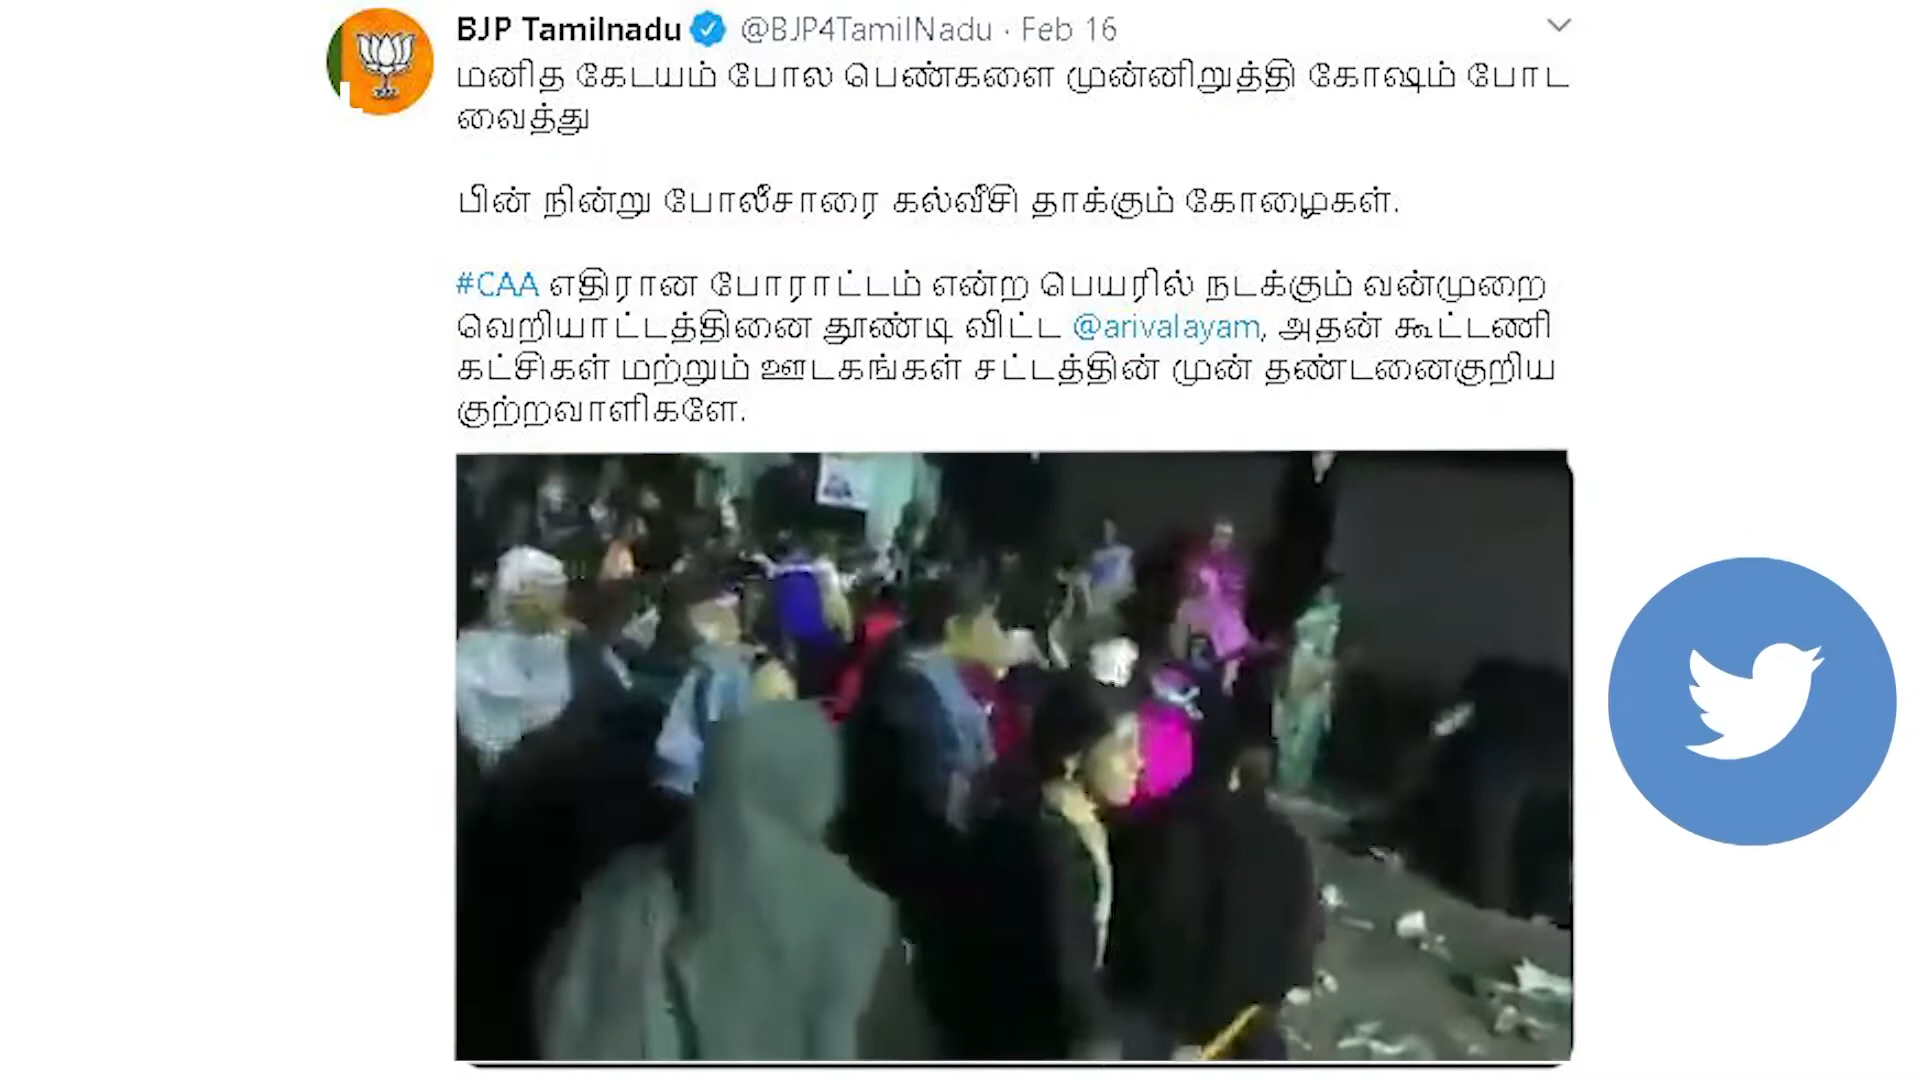 BJP Tamilnadu @BJP4TamilNadu · Feb 16
மனித கேடயம் போல பெண்களை முன்னிறுத்தி கோஷம் போட
வைத்து
பின் நின்று போலீசாரை கல்வீசி தாக்கும் கோழைகள்.
#CAA எதிரான போராட்டம் என்ற பெயரில் நடக்கும் வன்முறை
வெறியாட்டத்தினை தூண்டி விட்ட @arivalayam, அதன் கூட்டணி
கட்சிகள் மற்றும் ஊடகங்கள் சட்டத்தின் முன் தண்டனைகுறிய
குற்றவாளிகளே.